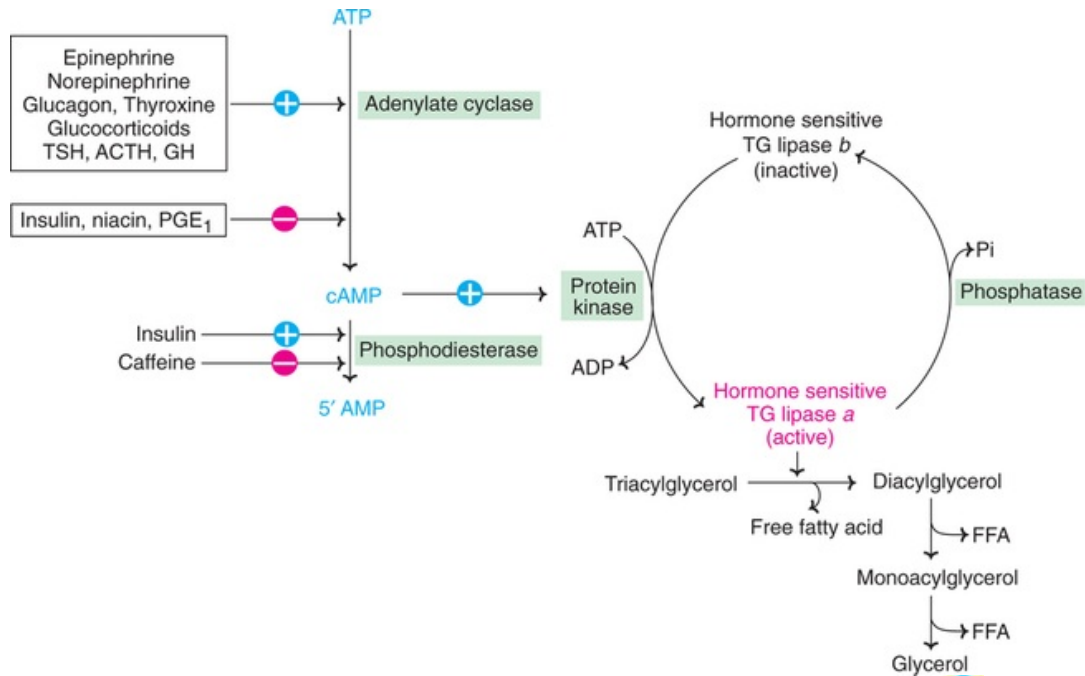 ATP
Epinephrine
Norepinephrine
Glucagon, Thyroxine
Glucocorticoids
TSH, ACTH, GH
+
Adenylate cyclase
Insulin, niacin, PGE1
−
cAMP
+
Insulin
+
Caffeine
−
Phosphodiesterase
5′ AMP
Hormone sensitive
TG lipase b
(inactive)
ATP
Protein
kinase
ADP
Pi
Phosphatase
Hormone sensitive
TG lipase a
(active)
Triacylglycerol
Diacylglycerol
Free fatty acid
FFA
Monoacylglycerol
FFA
Glycerol